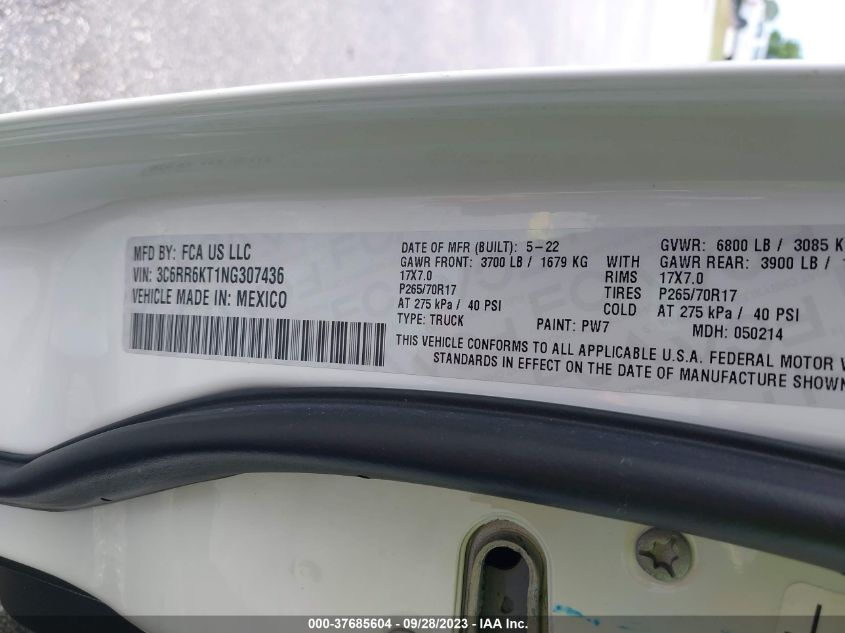 MFD BY: FCA US LLC
VIN: 3C6RR6KT1NG307436
VEHICLE MADE IN: MEXICO
DATE OF MFR (BUILT): 5-22
GAWR FRONT: 3700 LB / 1679 KG
17X7.0
P265/70R17
AT 275 kPa / 40 PSI
TYPE: TRUCK
PAINT: PW7
WITH
RIMS
TIRES
COLD
GVWR: 6800 LB / 3085 K
GAWR REAR: 3900 LB /
17X7.0
P265/70R17
AT 275 kPa / 40 PSI
MDH: 050214
THIS VEHICLE CONFORMS TO ALL APPLICABLE U.S.A. FEDERAL MOTOR
STANDARDS IN EFFECT ON THE DATE OF MANUFACTURE SHOWN
000-37685604 / 09/28/2023 - IAA Inc.